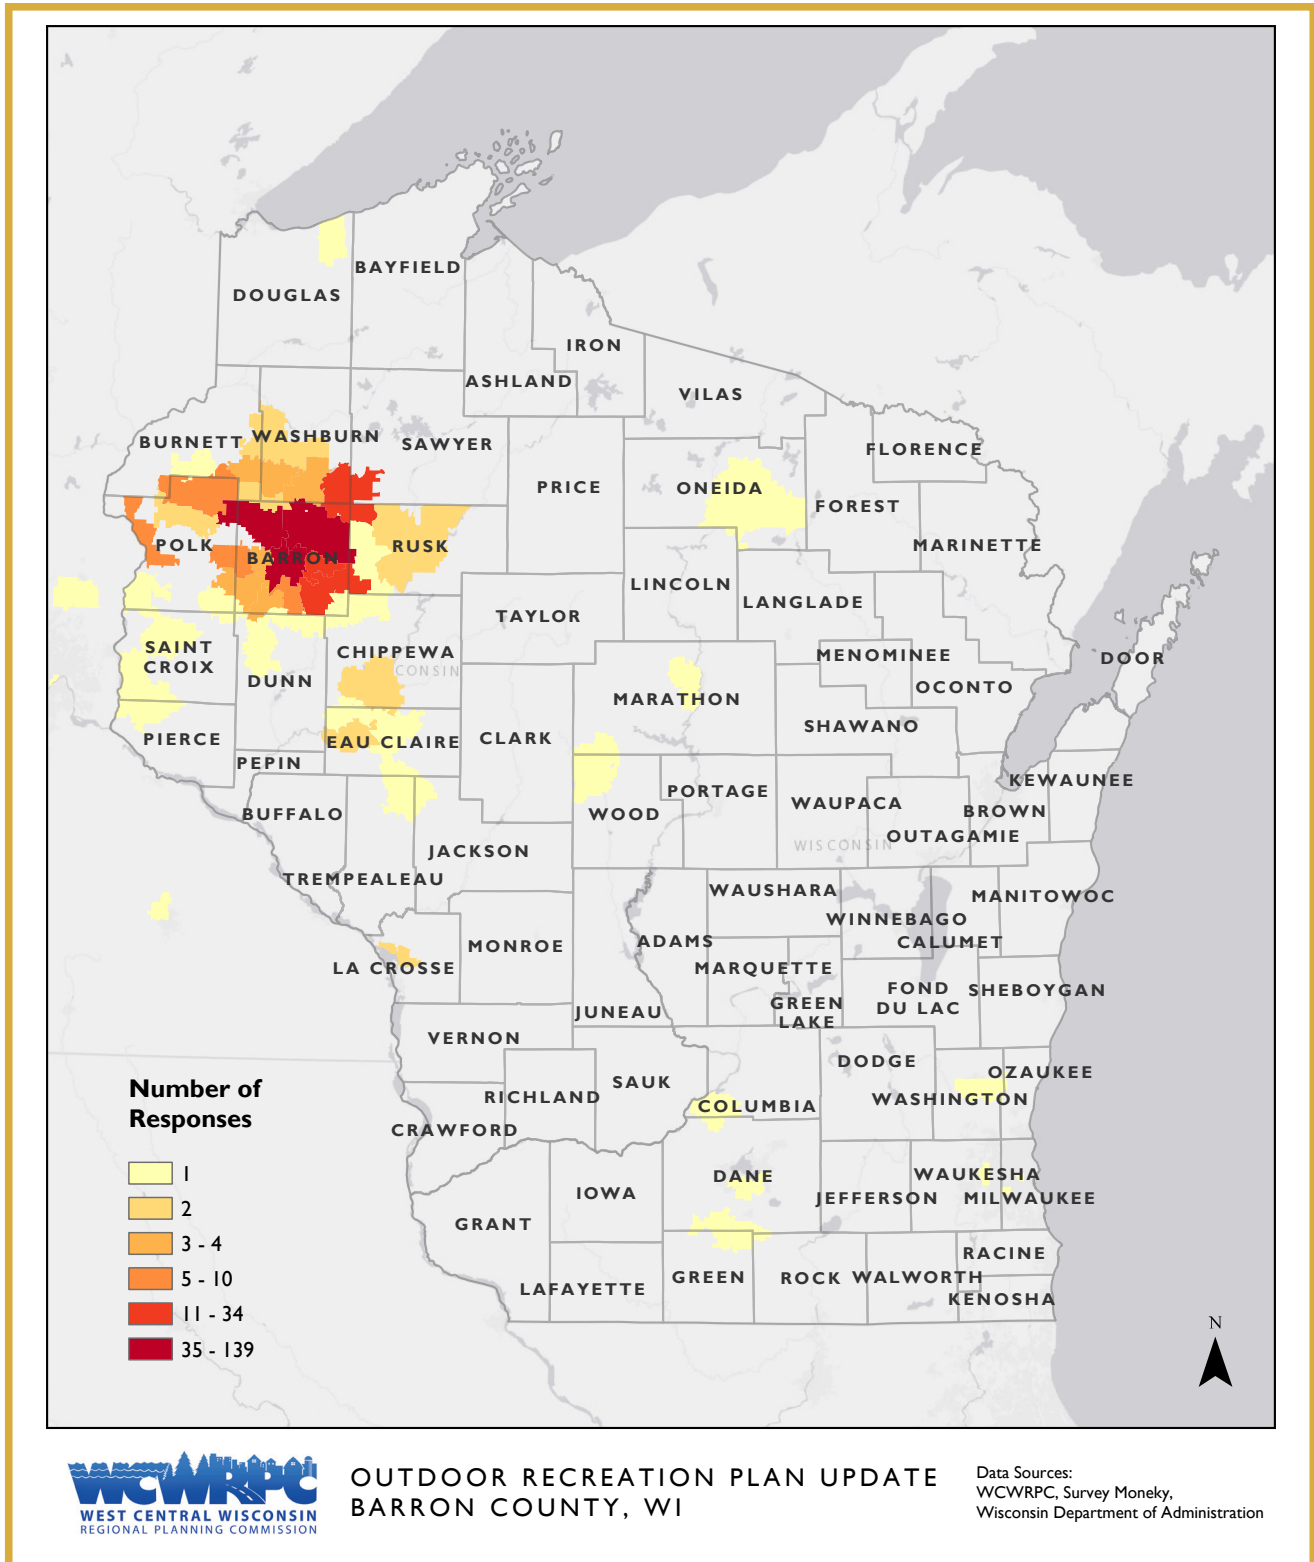 BAYFIELD
DOUGLAS
IRON
ASHLAND
VILAS
BURNETT
WASHBURN
SAWYER
FLORENCE
PRICE
ONEIDA
FOREST
POLK
BARRON
RUSK
MARINETTE
LINCOLN
LANGLADE
TAYLOR
SAINT
CROIX
CHIPPEWA
CONSIN
DUNN
MENOMINEE
DOOR
OCONTO
MARATHON
SHAWANO
PIERCE
EAU CLAIRE
CLARK
PEPIN
KEWAUNEE
PORTAGE
WAUPACA
BROWN
BUFFALO
WOOD
OUTAGAMIE
WISCONSIN
JACKSON
TREMPEALEAU
WAUSHARA
MANITOWOC
WINNEBAGO
CALUMET
ADAMS
MONROE
LA CROSSE
MARQUETTE
FOND
DU LAC
SHEBOYGAN
GREEN
LAKE
JUNEAU
VERNON
DODGE
OZAUKEE
SAUK
RICHLAND
WASHINGTON
COLUMBIA
CRAWFORD
DANE
WAUKESHA
IOWA
JEFFERSON
MILWAUKEE
GRANT
RACINE
GREEN
ROCK
WALWORTH
LAFAYETTE
KENOSHA
Number of
Responses
1
2
3 - 4
5 - 10
11 - 34
35 - 139
N
WCWRPC
WEST CENTRAL WISCONSIN
REGIONAL PLANNING COMMISSION
OUTDOOR RECREATION PLAN UPDATE
BARRON COUNTY, WI
Data Sources:
WCWRPC, Survey Moneky,
Wisconsin Department of Administration